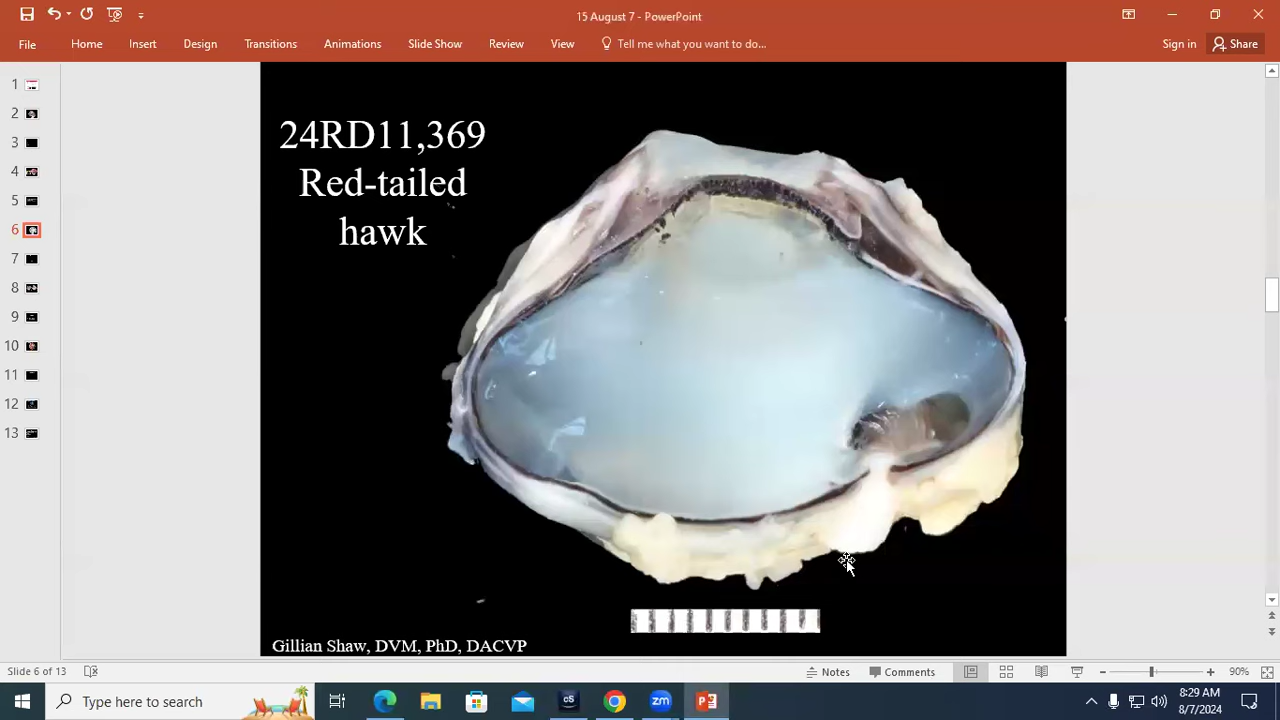 15 August 7 - PowerPoint
File Home Insert Design Transitions Animations Slide Show Review View Tell me what you want to do... Sign in Share
1
2
3
4
5
6
7
8
9
10
11
12
13
24RD11,369
Red-tailed
hawk
Gillian Shaw, DVM, PhD, DACVP
Slide 6 of 13 Notes Comments 90%
Type here to search
8:29 AM
8/7/2024